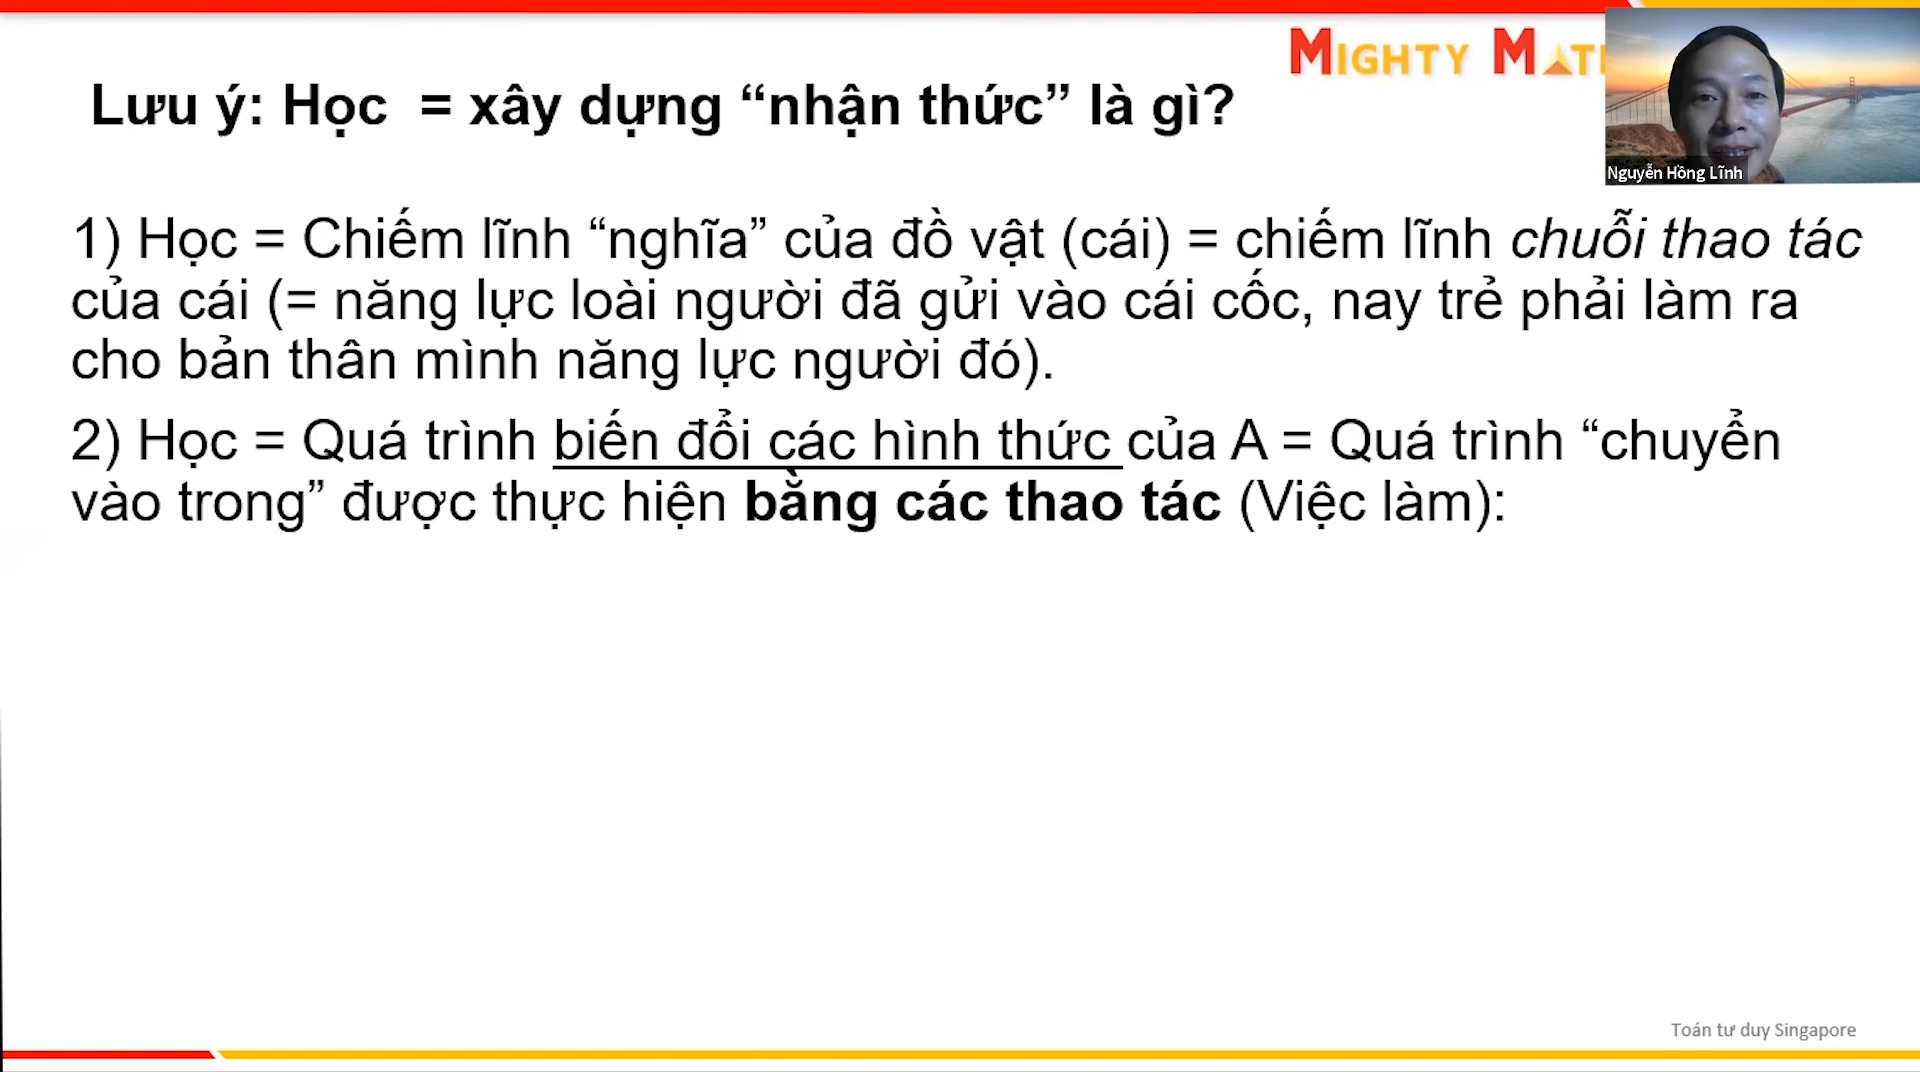 MIGHTY
Lưu ý: Học = xây dựng “nhận thức” là gì?
Nguyễn Hồng Lĩnh
1) Học = Chiếm lĩnh “nghĩa” của đồ vật (cái) = chiếm lĩnh chuỗi thao tác
của cái (= năng lực loài người đã gửi vào cái cốc, nay trẻ phải làm ra
cho bản thân mình năng lực người đó).
2) Học = Quá trình biến đổi các hình thức của A = Quá trình “chuyển
vào trong” được thực hiện bằng các thao tác (Việc làm):
Toán tư duy Singapore